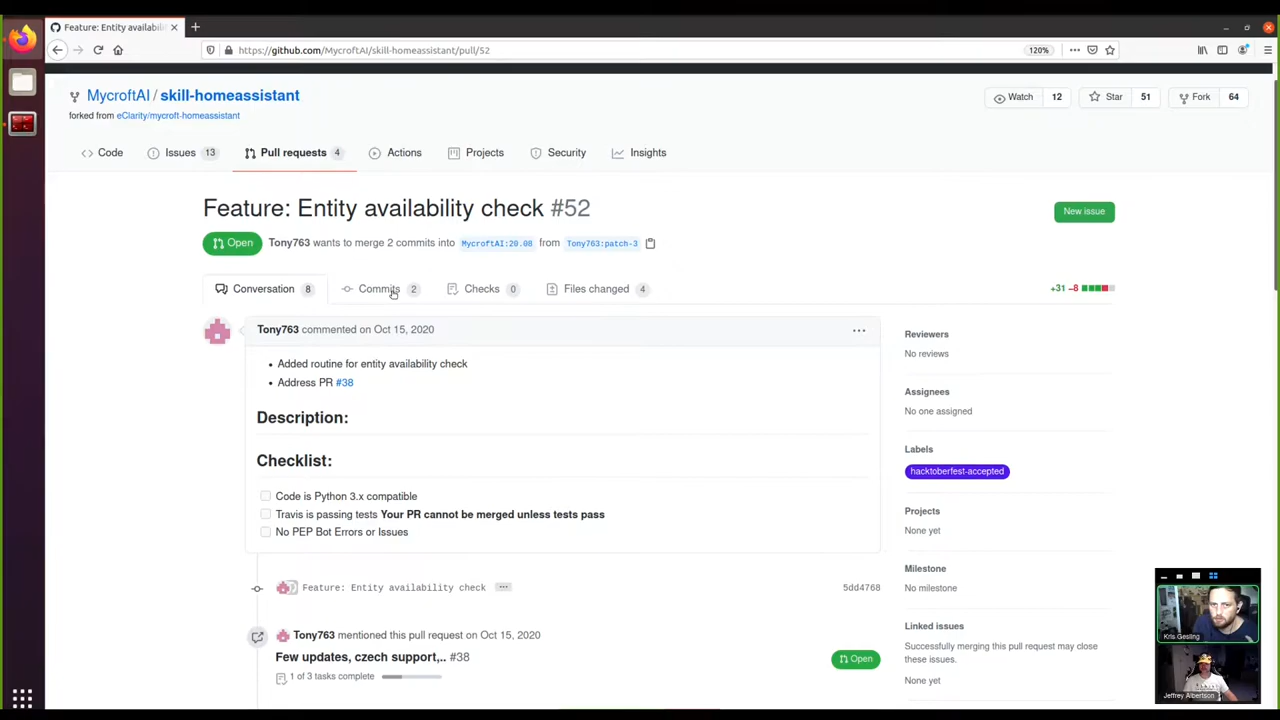 Feature: Entity availabili
https://github.com/MycroftAI/skill-homeassistant/pull/52
120%
MycroftAI / skill-homeassistant
forked from eClarity/mycroft-homeassistant
Watch 12
Star 51
Fork 64
Code
Issues 13
Pull requests 4
Actions
Projects
Security
Insights
Feature: Entity availability check #52
New issue
Open
Tony763 wants to merge 2 commits into MycroftAI:20.08 from Tony763:patch-3
Conversation 8
Commits 2
Checks 0
Files changed 4
+31 −8
Tony763 commented on Oct 15, 2020
Added routine for entity availability check
Address PR #38
Description:
Checklist:
Code is Python 3.x compatible
Travis is passing tests Your PR cannot be merged unless tests pass
No PEP Bot Errors or Issues
Feature: Entity availability check
5dd4768
Tony763 mentioned this pull request on Oct 15, 2020
Few updates, czech support,.. #38
Open
1 of 3 tasks complete
Reviewers
No reviews
Assignees
No one assigned
Labels
hacktoberfest-accepted
Projects
None yet
Milestone
No milestone
Linked issues
Successfully merging this pull request may close
these issues.
None yet
Kris Gesling
Jeffrey Albertson